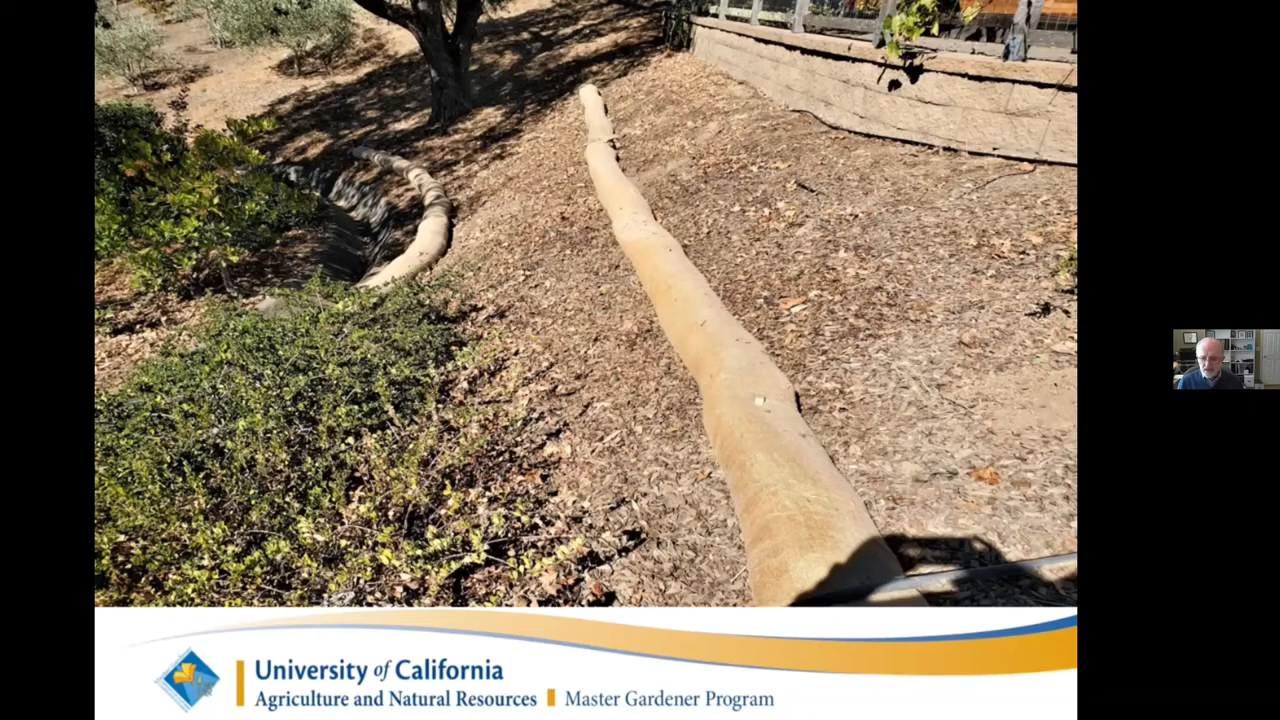 University of California
Agriculture and Natural Resources Master Gardener Program